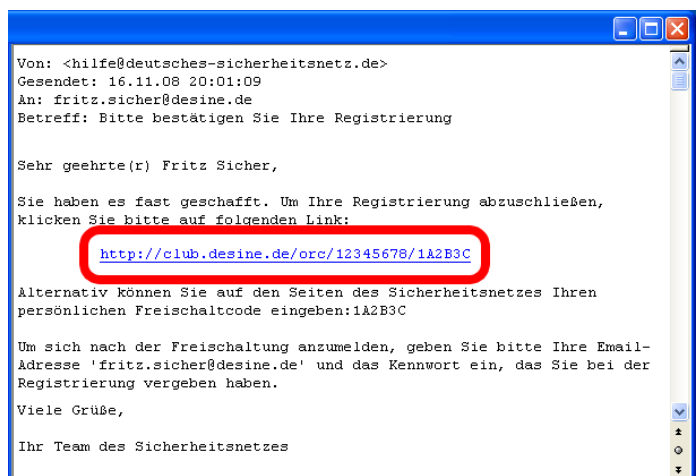 Von: <hilfe@deutsches-sicherheitsnetz.de>
Gesendet: 16.11.08 20:01:09
An: fritz.sicher@desine.de
Betreff: Bitte bestätigen Sie Ihre Registrierung
Sehr geehrte(r) Fritz Sicher,
Sie haben es fast geschafft. Um Ihre Registrierung abzuschließen,
klicken Sie bitte auf folgenden Link:
http://club.desine.de/orc/12345678/1A2B3C
Alternativ können Sie auf den Seiten des Sicherheitsnetzes Ihren
persönlichen Freischaltcode eingeben:1A2B3C
Um sich nach der Freischaltung anzumelden, geben Sie bitte Ihre Email-
Adresse 'fritz.sicher@desine.de' und das Kennwort ein, das Sie bei der
Registrierung vergeben haben.
Viele Grüße,
Ihr Team des Sicherheitsnetzes